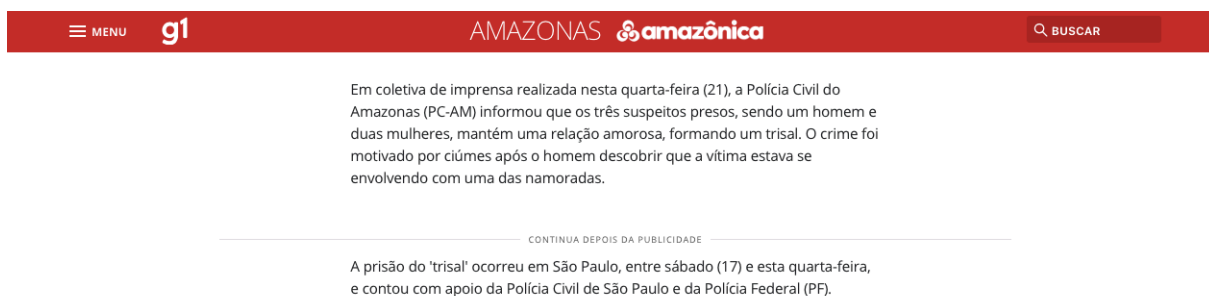 MENU g1 AMAZONAS amazônica BUSCAR
Em coletiva de imprensa realizada nesta quarta-feira (21), a Polícia Civil do
Amazonas (PC-AM) informou que os três suspeitos presos, sendo um homem e
duas mulheres, mantém uma relação amorosa, formando um trisal. O crime foi
motivado por ciúmes após o homem descobrir que a vítima estava se
envolvendo com uma das namoradas.
CONTINUA DEPOIS DA PUBLICIDADE
A prisão do 'trisal' ocorreu em São Paulo, entre sábado (17) e esta quarta-feira,
e contou com apoio da Polícia Civil de São Paulo e da Polícia Federal (PF).